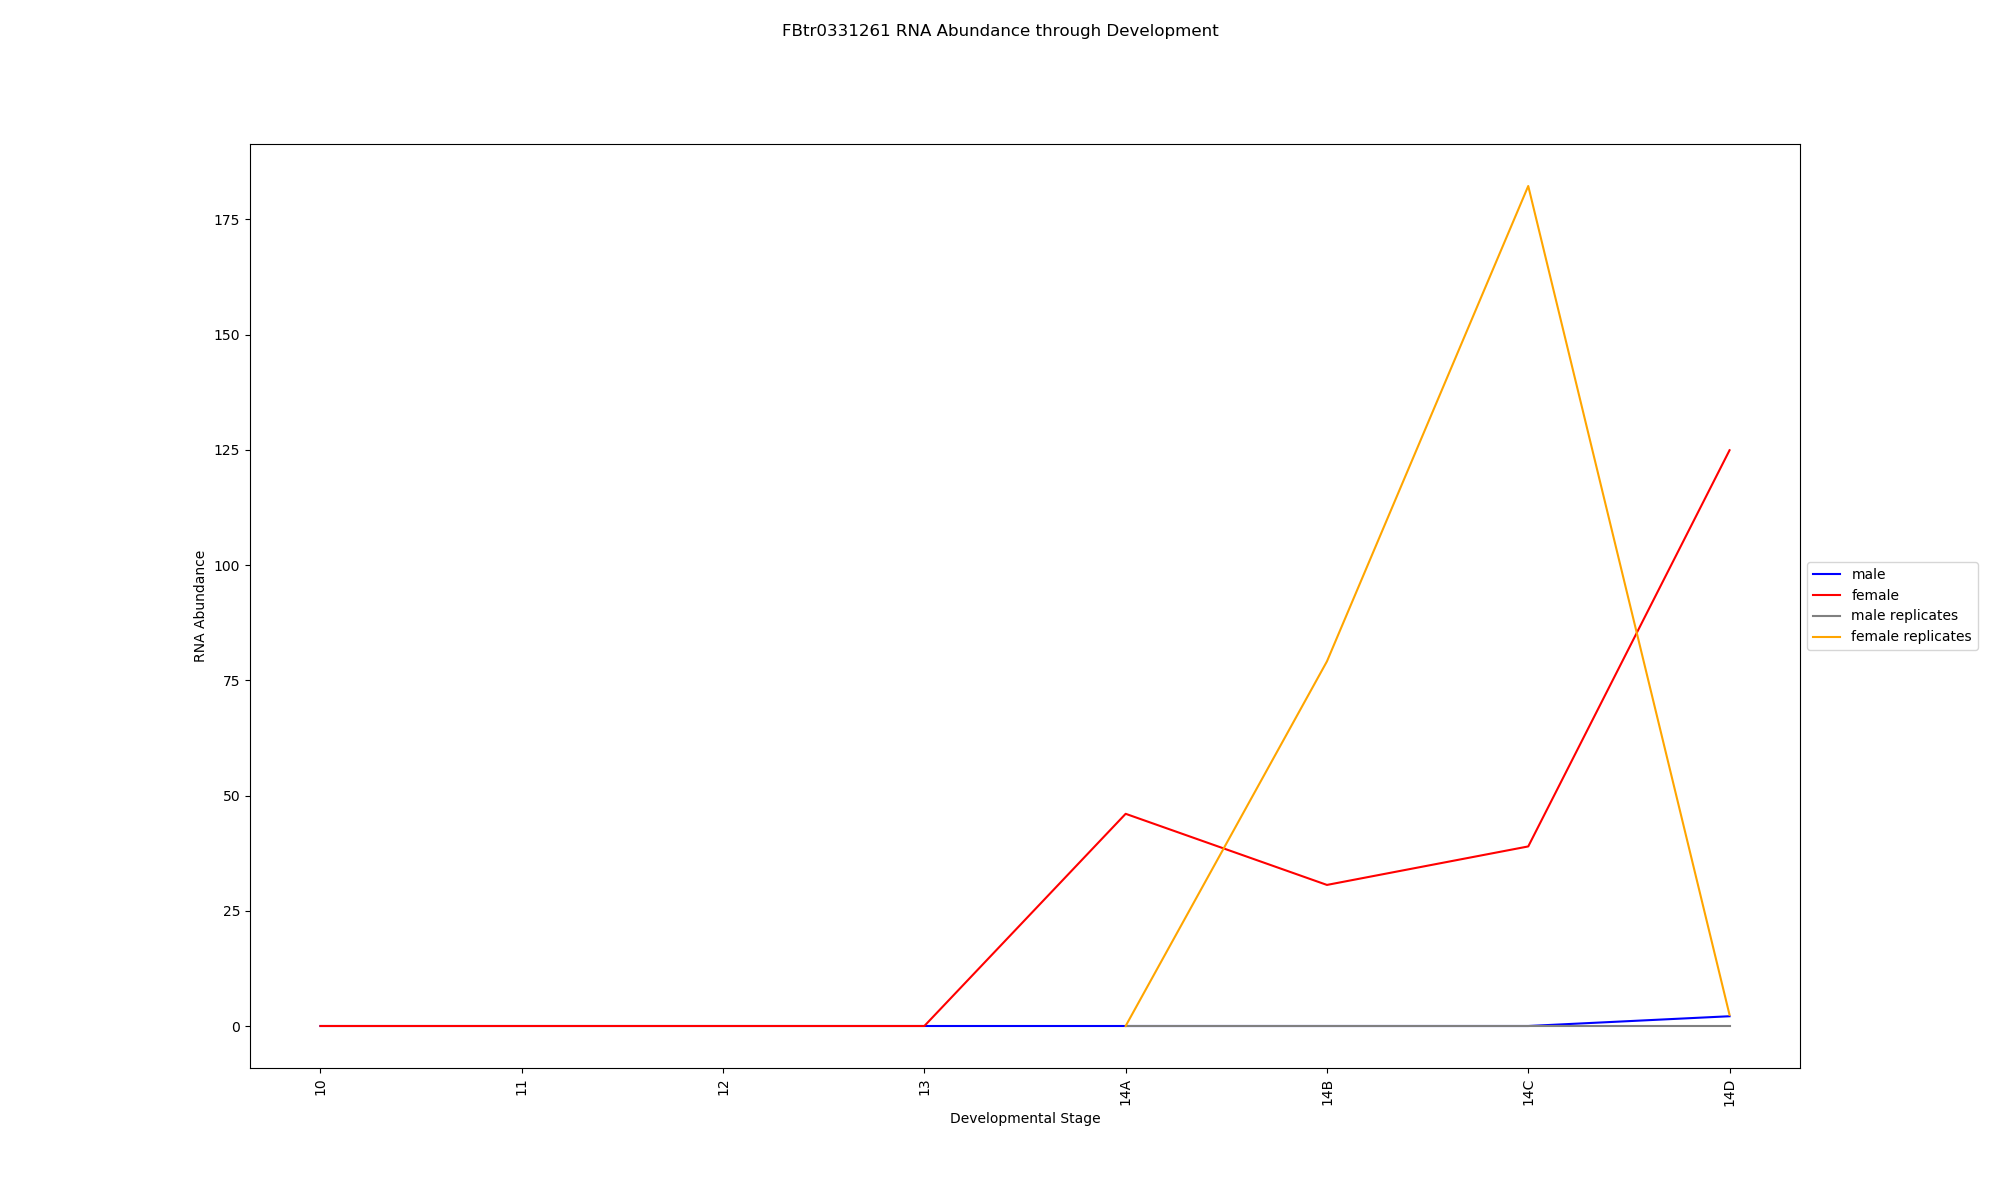 FBtr0331261 RNA Abundance through Development
175
150
125
100
75
50
25
0
RNA Abundance
10
11
12
13
14A
14B
14C
14D
Developmental Stage
male
female
male replicates
female replicates